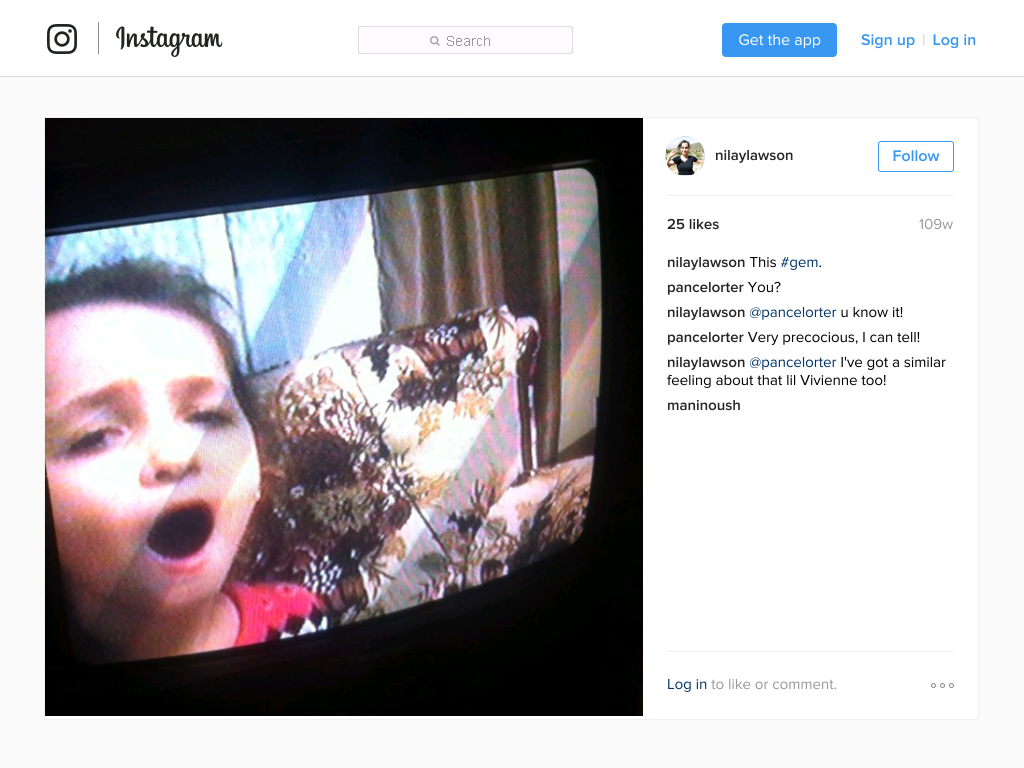 Instagram
Search
Get the app
Sign up | Log in
nilaylawson
Follow
25 likes
109w
nilaylawson This #gem.
pancelorter You?
nilaylawson @pancelorter u know it!
pancelorter Very precocious, I can tell!
nilaylawson @pancelorter I've got a similar
feeling about that lil Vivienne too!
maninoush
Log in to like or comment.